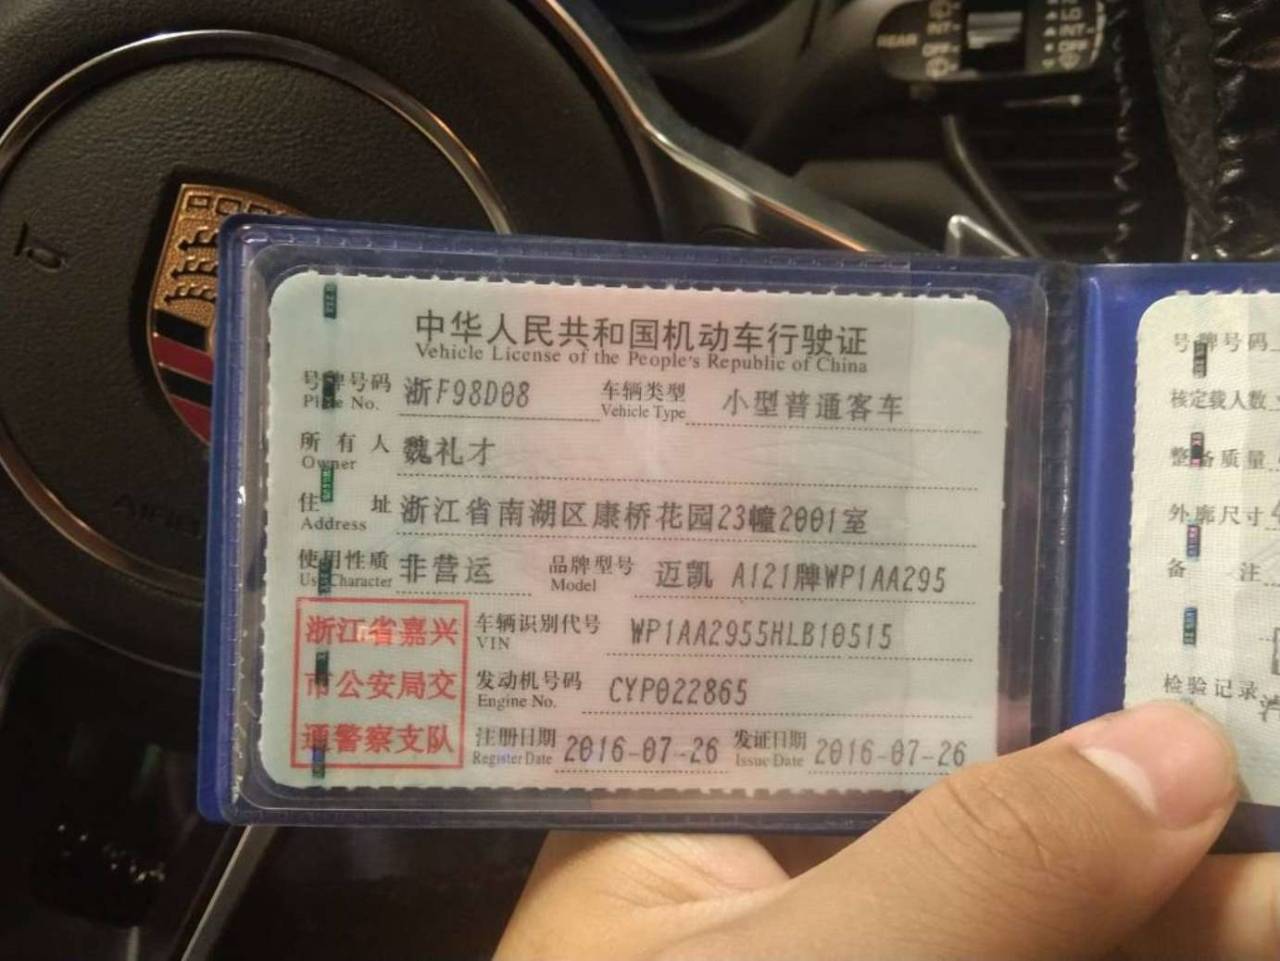 REAR
INT
OFF
LO
INT
OFF
中华人民共和国机动车行驶证
Vehicle License of the People's Republic of China
号牌号码 浙F98D08 车辆类型 小型普通客车
Plate No. Vehicle Type
所有人 魏礼才
Owner
住址 浙江省南湖区康桥花园23幢2001室
Address
使用性质 非营运 品牌型号 迈凯 A121牌WP1AA295
Use Character Model
浙江省嘉兴
市公安局交
通警察支队
车辆识别代号 WP1AA2955HLB10515
VIN
发动机号码 CYP022865
Engine No.
注册日期 2016-07-26 发证日期 2016-07-26
Register Date Issue Date
号牌号码
核定载人数
整备质量
外廓尺寸
备注
检验记录